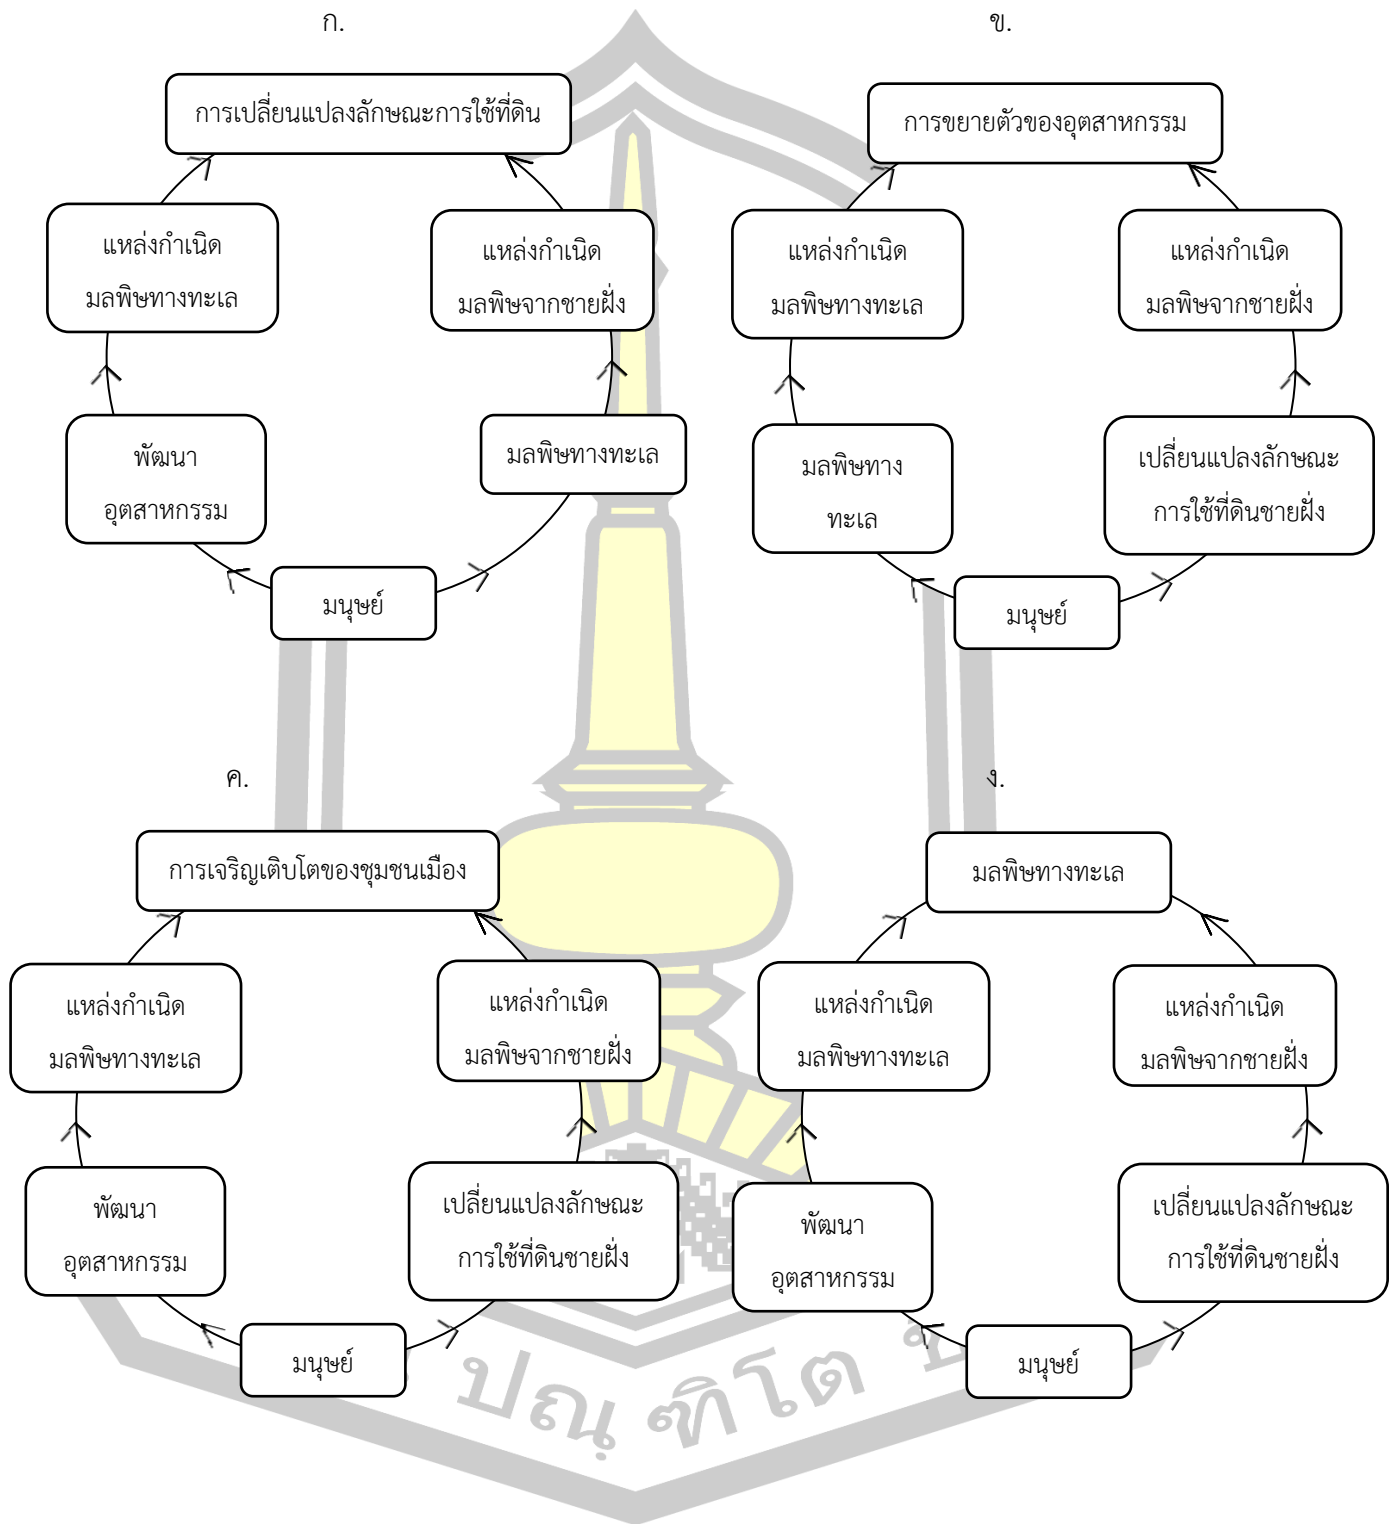 ก.
การเปลี่ยนแปลงลักษณะการใช้ที่ดิน
แหล่งกำเนิด
มลพิษทางทะเล
แหล่งกำเนิด
มลพิษจากชายฝั่ง
พัฒนา
อุตสาหกรรม
มลพิษทางทะเล
มนุษย์
ข.
การขยายตัวของอุตสาหกรรม
แหล่งกำเนิด
มลพิษทางทะเล
แหล่งกำเนิด
มลพิษจากชายฝั่ง
มลพิษทาง
ทะเล
เปลี่ยนแปลงลักษณะ
การใช้ที่ดินชายฝั่ง
มนุษย์
ค.
การเจริญเติบโตของชุมชนเมือง
แหล่งกำเนิด
มลพิษทางทะเล
แหล่งกำเนิด
มลพิษจากชายฝั่ง
พัฒนา
อุตสาหกรรม
เปลี่ยนแปลงลักษณะ
การใช้ที่ดินชายฝั่ง
มนุษย์
ง.
มลพิษทางทะเล
แหล่งกำเนิด
มลพิษทางทะเล
แหล่งกำเนิด
มลพิษจากชายฝั่ง
พัฒนา
อุตสาหกรรม
เปลี่ยนแปลงลักษณะ
การใช้ที่ดินชายฝั่ง
มนุษย์
ปณฺ ฑิโต